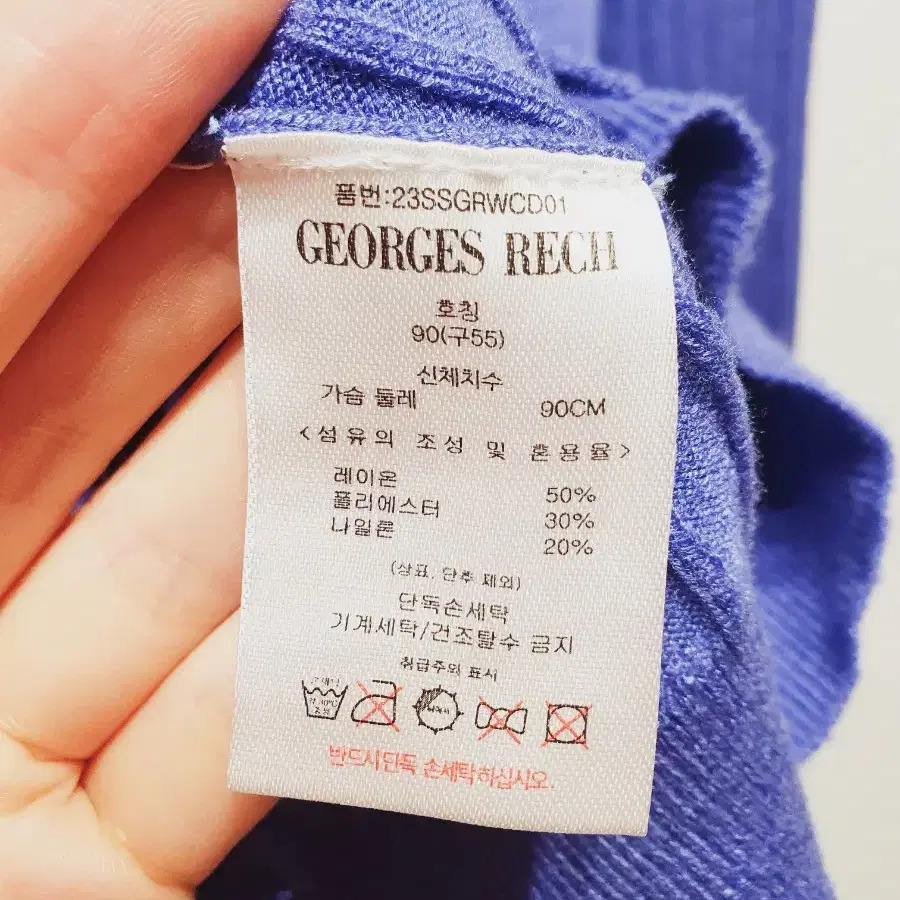 품번:23SSGRWCD01
GEORGES RECH
호칭
90(구55)
신체치수
가슴 둘레 90CM
<섬유의 조성 및 혼용율>
레이온 50%
폴리에스터 30%
나일론 20%
(상표, 단추 제외)
단독손세탁
기계세탁/건조탈수 금지
취급주의 표시
반드시단독 손세탁하십시오.